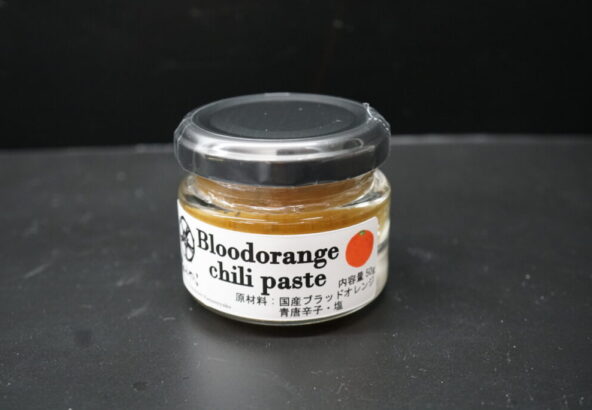 Bloodorange
chili paste
内容量 50g
原材料：国産ブラッドオレンジ
青唐辛子・塩